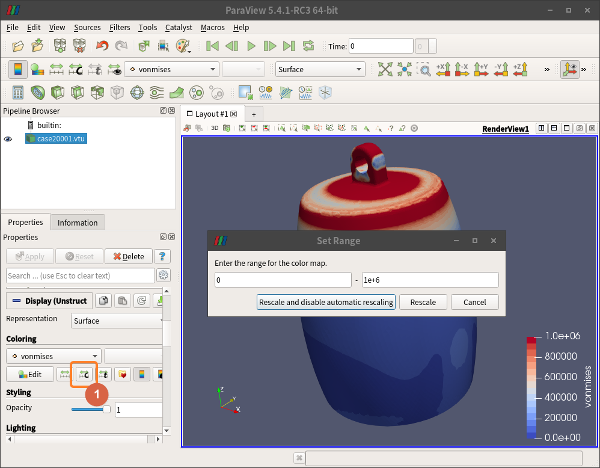 ParaView 5.4.1-RC3 64-bit
File Edit View Sources Filters Tools Catalyst Macros Help
Time: 0 0
vonmises Surface
Pipeline Browser
Layout #1
builtin:
case20001.vtu
3D
RenderView1
Properties Information
Properties
Apply Reset Delete ?
Search ... (use Esc to clear text)
Display (Unstruct
Representation Surface
Coloring
vonmises
Edit
1
Styling
Opacity 1
Lighting
Set Range
Enter the range for the color map.
0 - 1e+6
Rescale and disable automatic rescaling Rescale Cancel
1.0e+06
800000
600000
400000
200000
0.0e+00
vonmises
Z
Y
X